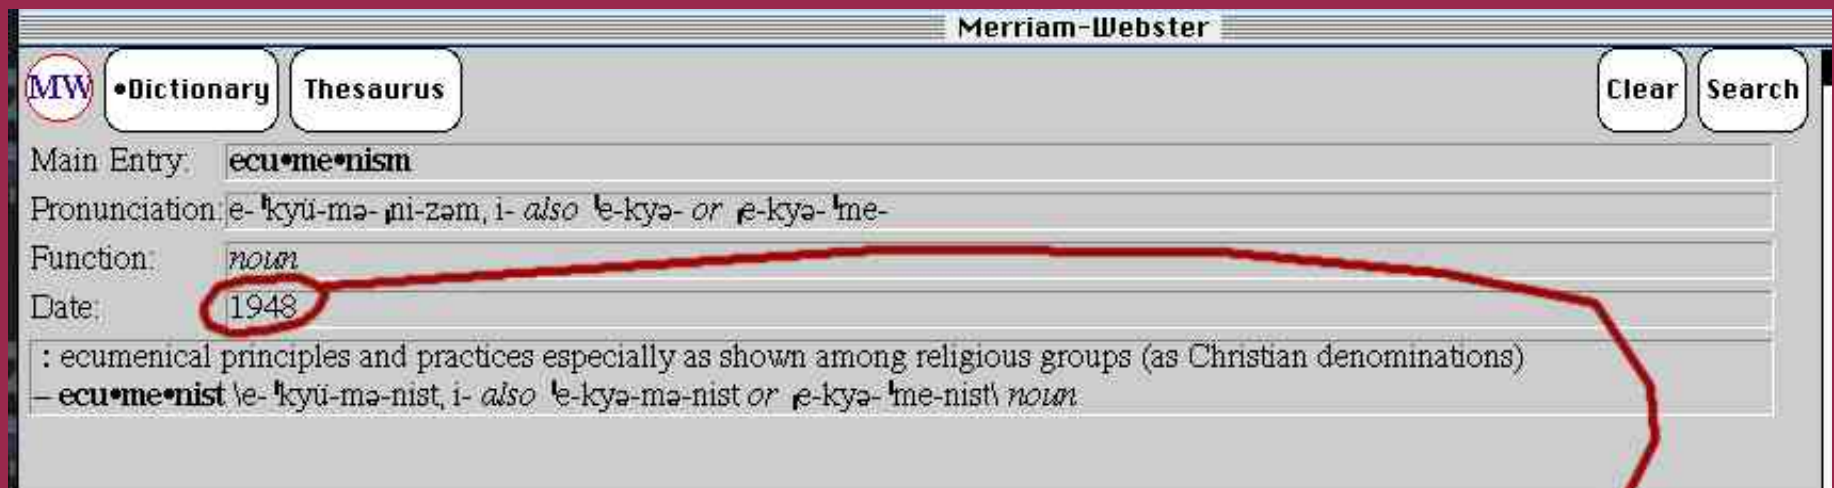 Merriam-Webster
MW •Dictionary Thesaurus Clear Search
Main Entry: ecu•me•nism
Pronunciation: e-ˈkyü-mə-ˌni-zəm, i- also ˈe-kyə- or ˌe-kyə-ˈme-
Function: noun
Date: 1948
: ecumenical principles and practices especially as shown among religious groups (as Christian denominations)
– ecu•me•nist \e-ˈkyü-mə-nist, i- also ˈe-kyə-mə-nist or ˌe-kyə-ˈme-nist\ noun